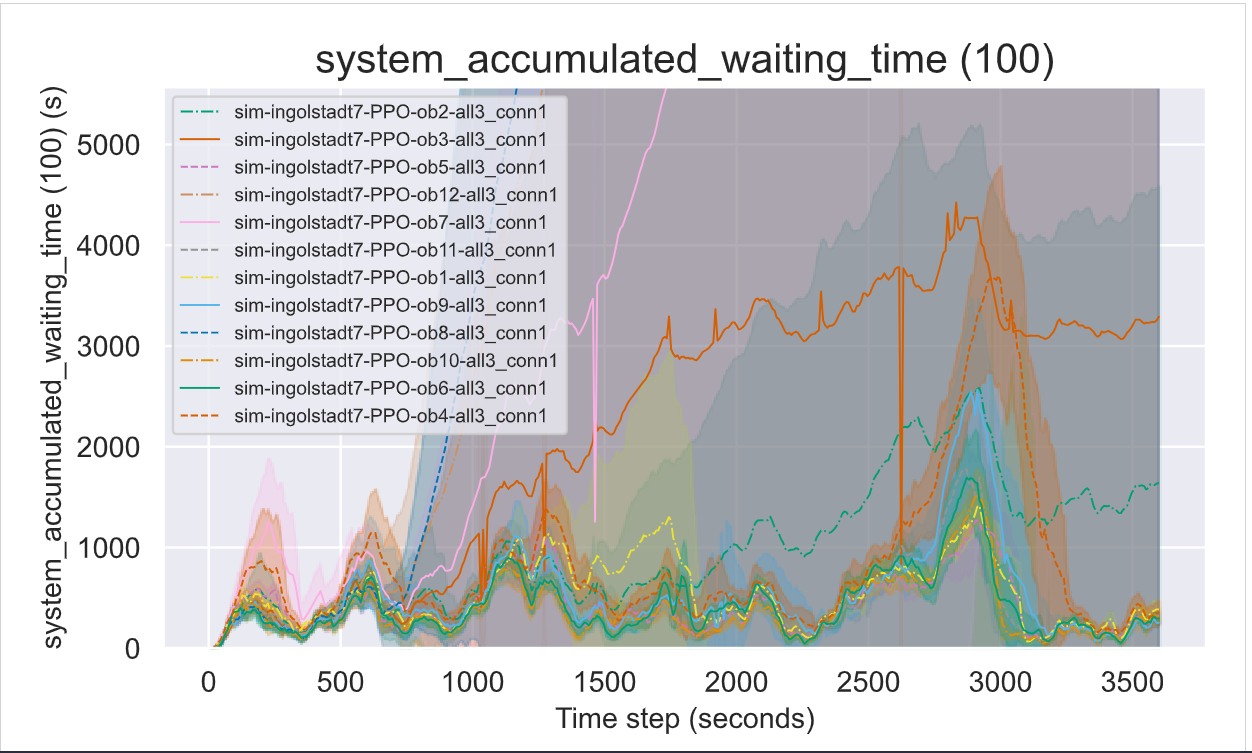 system_accumulated_waiting_time (100)
system_accumulated_waiting_time (100) (s)
5000
4000
3000
2000
1000
0
sim-ingolstadt7-PPO-ob2-all3_conn1
sim-ingolstadt7-PPO-ob3-all3_conn1
sim-ingolstadt7-PPO-ob5-all3_conn1
sim-ingolstadt7-PPO-ob12-all3_conn1
sim-ingolstadt7-PPO-ob7-all3_conn1
sim-ingolstadt7-PPO-ob11-all3_conn1
sim-ingolstadt7-PPO-ob1-all3_conn1
sim-ingolstadt7-PPO-ob9-all3_conn1
sim-ingolstadt7-PPO-ob8-all3_conn1
sim-ingolstadt7-PPO-ob10-all3_conn1
sim-ingolstadt7-PPO-ob6-all3_conn1
sim-ingolstadt7-PPO-ob4-all3_conn1
0 500 1000 1500 2000 2500 3000 3500
Time step (seconds)